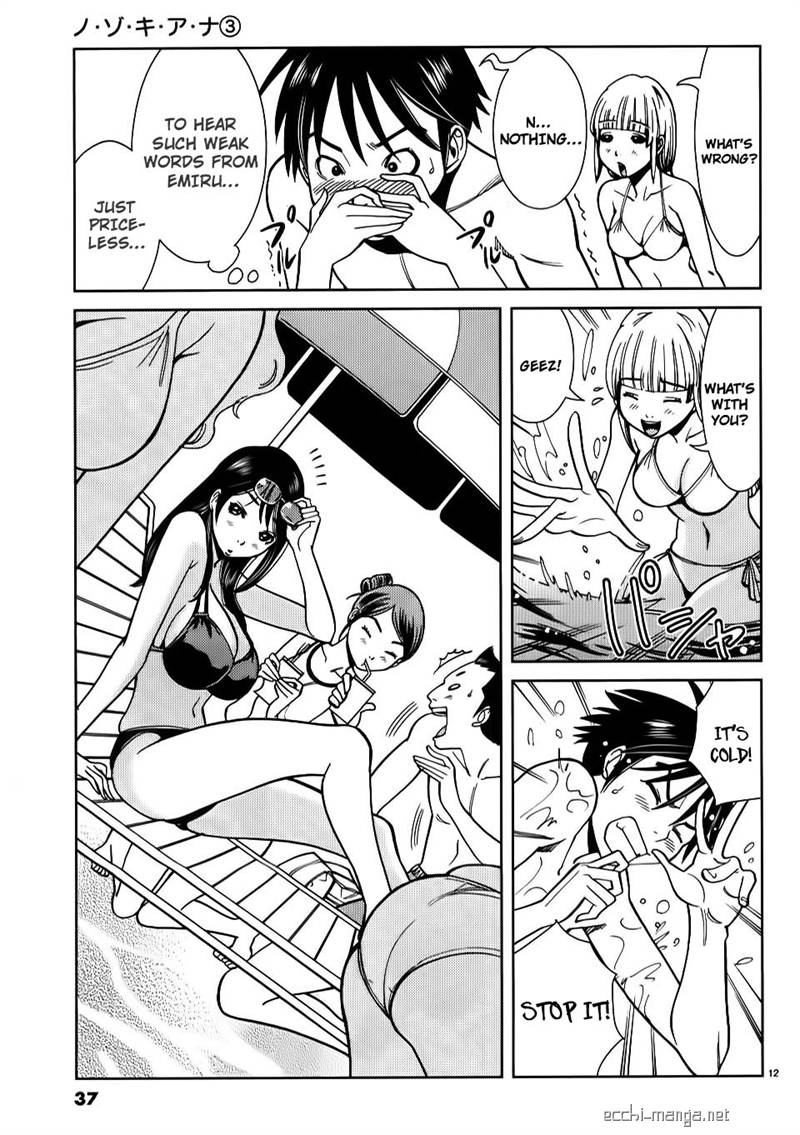 ノ・ゾ・キ・ア・ナ③
WHAT'S
WRONG?
N...
NOTHING...
TO HEAR
SUCH WEAK
WORDS FROM
EMIRU...
JUST
PRICE-
LESS...
プル
プル
WHAT'S
WITH
YOU?
GEEZ!
パシャ
IT'S
COLD!
STOP IT!
12
37
ecchi-manga.net